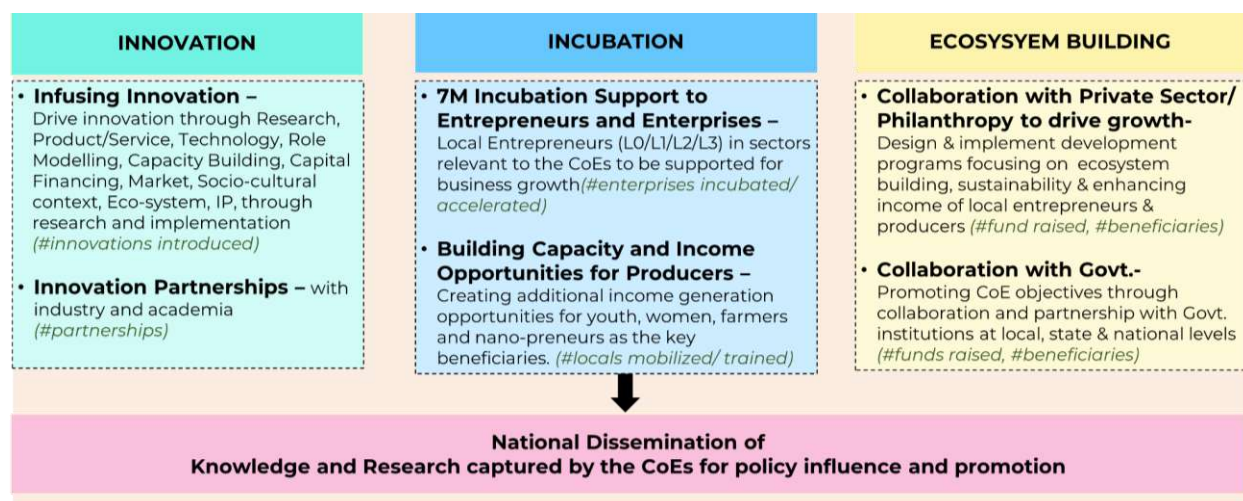 INNOVATION
• Infusing Innovation –
Drive innovation through Research,
Product/Service, Technology, Role
Modelling, Capacity Building, Capital
Financing, Market, Socio-cultural
context, Eco-system, IP, through
research and implementation
(#innovations introduced)
• Innovation Partnerships – with
industry and academia
(#partnerships)
INCUBATION
• 7M Incubation Support to
Entrepreneurs and Enterprises –
Local Entrepreneurs (L0/L1/L2/L3) in sectors
relevant to the CoEs to be supported for
business growth(#enterprises incubated/
accelerated)
• Building Capacity and Income
Opportunities for Producers –
Creating additional income generation
opportunities for youth, women, farmers
and nano-preneurs as the key
beneficiaries. (#locals mobilized/ trained)
ECOSYSYEM BUILDING
• Collaboration with Private Sector/
Philanthropy to drive growth-
Design & implement development
programs focusing on ecosystem
building, sustainability & enhancing
income of local entrepreneurs &
producers (#fund raised, #beneficiaries)
• Collaboration with Govt.-
Promoting CoE objectives through
collaboration and partnership with Govt.
institutions at local, state & national levels
(#funds raised, #beneficiaries)
National Dissemination of
Knowledge and Research captured by the CoEs for policy influence and promotion